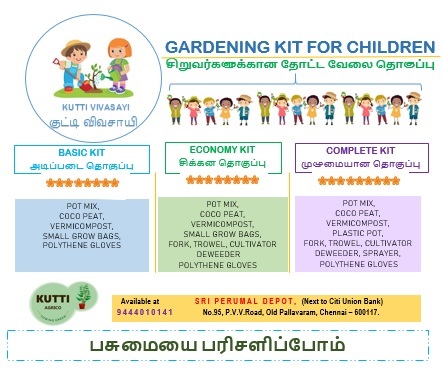 GARDENING KIT FOR CHILDREN
சிறுவர்களுக்கான தோட்ட வேலை தொகுப்பு
KUTTI VIVASAYI
குட்டி விவசாயி
BASIC KIT
அடிப்படை தொகுப்பு
POT MIX,
COCO PEAT,
VERMICOMPOST,
SMALL GROW BAGS,
POLYTHENE GLOVES
ECONOMY KIT
சிக்கன தொகுப்பு
POT MIX,
COCO PEAT,
VERMICOMPOST,
SMALL GROW BAGS,
FORK, TROWEL, CULTIVATOR
DEWEEDER
POLYTHENE GLOVES
COMPLETE KIT
முழுமையான தொகுப்பு
POT MIX,
COCO PEAT,
VERMICOMPOST,
PLASTIC POT,
FORK, TROWEL, CULTIVATOR
DEWEEDER, SPRAYER,
POLYTHENE GLOVES
KUTTI
AGRICO
Available at
9444010141
SRI PERUMAL DEPOT, (Next to Citi Union Bank)
No.95, P.V.V.Road, Old Pallavaram, Chennai – 600117.
பசுமையை பரிசளிப்போம்